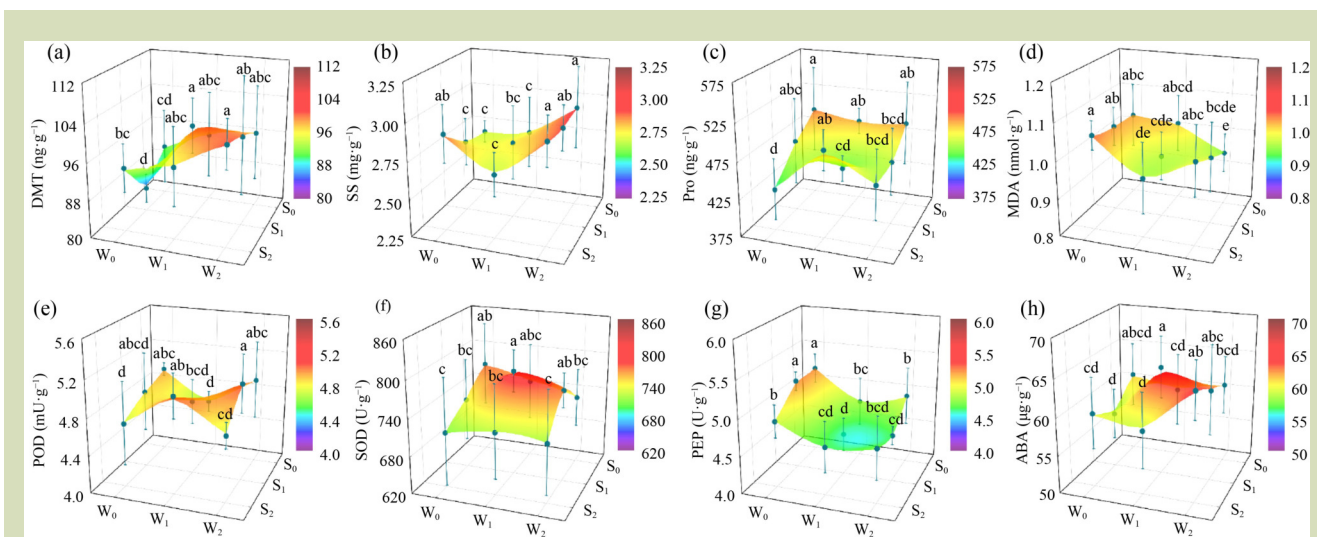 (a)
DMT (ng·g⁻¹)
112
104
96
88
80
bc
d
cd
abc
a
abc
a
ab
abc
W₀
W₁
W₂
S₀
S₁
S₂
112
104
96
88
80
(b)
SS (mg·g⁻¹)
3.25
3.00
2.75
2.50
2.25
ab
c
c
c
bc
c
a
ab
a
W₀
W₁
W₂
S₀
S₁
S₂
3.25
3.00
2.75
2.50
2.25
(c)
Pro (mg·g⁻¹)
575
525
475
425
375
d
ab
a
ab
ab
cd
bcd
bcd
ab
W₀
W₁
W₂
S₀
S₁
S₂
575
525
475
425
375
(d)
MDA (nmol·g⁻¹)
1.2
1.1
1.0
0.9
0.8
a
ab
abc
de
cde
abcd
abc
bcde
e
W₀
W₁
W₂
S₀
S₁
S₂
1.2
1.1
1.0
0.9
0.8
(e)
POD (mU·g⁻¹)
5.6
5.2
4.8
4.4
4.0
d
abcd
abc
ab
bcd
d
cd
a
abc
W₀
W₁
W₂
S₀
S₁
S₂
5.6
5.2
4.8
4.4
4.0
(f)
SOD (U·g⁻¹)
860
800
740
680
620
c
bc
ab
bc
a
abc
c
ab
bc
W₀
W₁
W₂
S₀
S₁
S₂
860
800
740
680
620
(g)
PEP (U·g⁻¹)
6.0
5.5
5.0
4.5
4.0
b
a
a
cd
d
bc
bcd
cd
b
W₀
W₁
W₂
S₀
S₁
S₂
6.0
5.5
5.0
4.5
4.0
(h)
ABA (μg·g⁻¹)
70
65
60
55
50
cd
d
abcd
d
a
cd
ab
abc
bcd
W₀
W₁
W₂
S₀
S₁
S₂
70
65
60
55
50